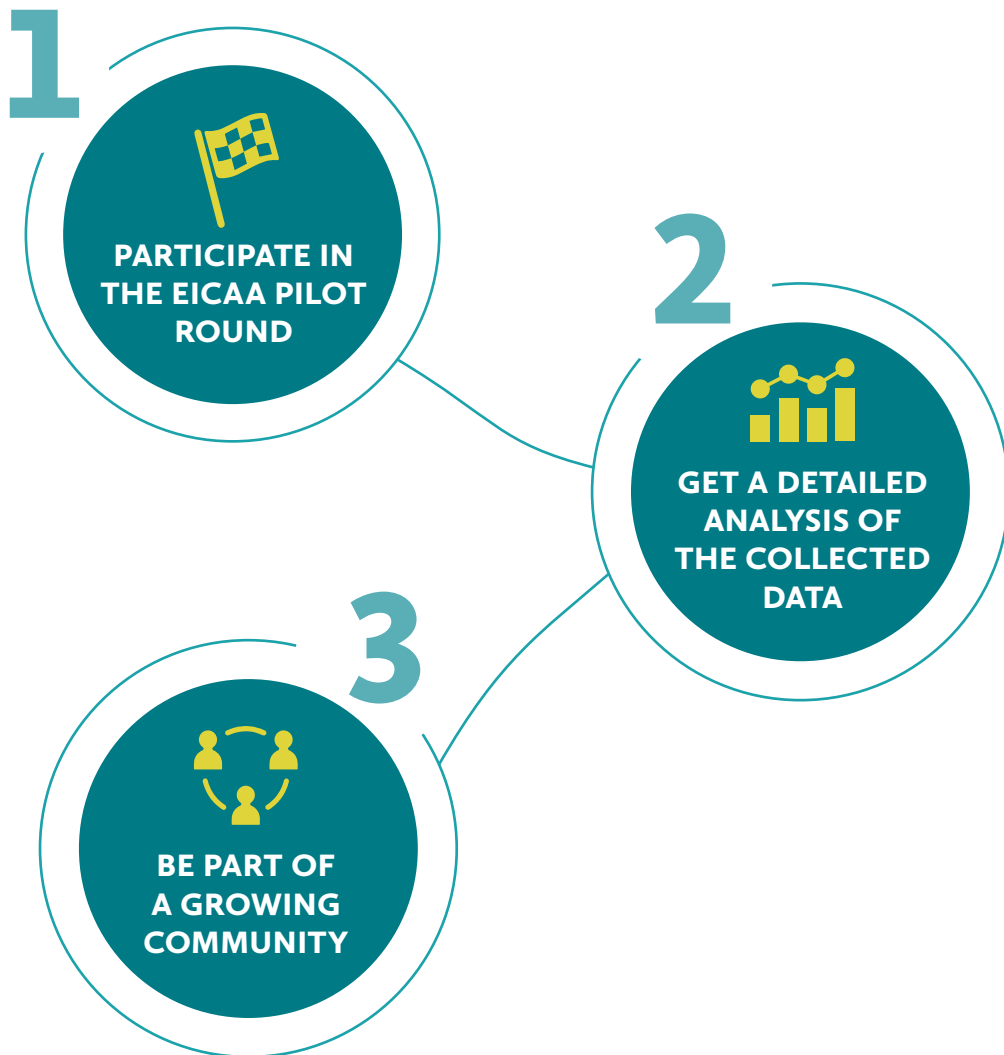 1
PARTICIPATE IN
THE EICAA PILOT
ROUND
2
GET A DETAILED
ANALYSIS OF
THE COLLECTED
DATA
3
BE PART OF
A GROWING
COMMUNITY